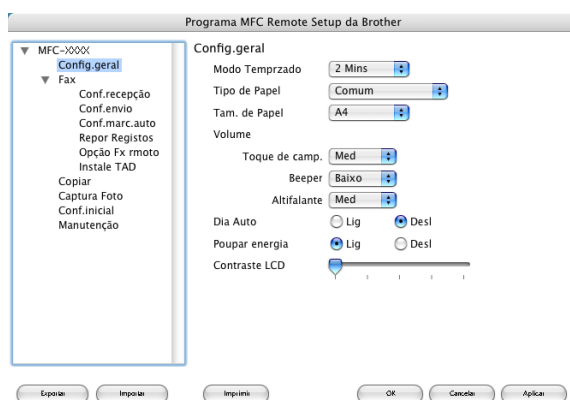 Programa MFC Remote Setup da Brother
MFC-XXXX
Config.geral
Fax
Conf.recepção
Conf.envio
Conf.marc.auto
Repor Registos
Opção Fx rmoto
Instale TAD
Copiar
Captura Foto
Conf.inicial
Manutenção
Config.geral
Modo Temprzado 2 Mins
Tipo de Papel Comum
Tam. de Papel A4
Volume
Toque de camp. Med
Beeper Baixo
Altifalante Med
Dia Auto Lig Desl
Poupar energia Lig Desl
Contraste LCD
Exportar Importar Imprimir OK Cancelar Aplicar